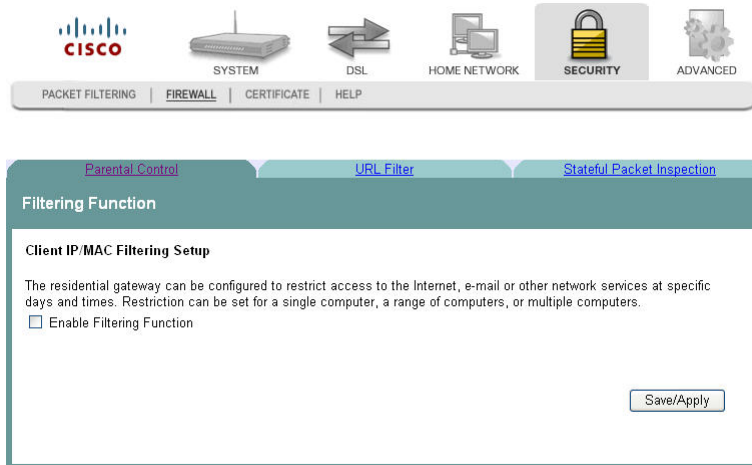 CISCO
SYSTEM
DSL
HOME NETWORK
SECURITY
ADVANCED
PACKET FILTERING | FIREWALL | CERTIFICATE | HELP
Parental Control
URL Filter
Stateful Packet Inspection
Filtering Function
Client IP/MAC Filtering Setup
The residential gateway can be configured to restrict access to the Internet, e-mail or other network services at specific
days and times. Restriction can be set for a single computer, a range of computers, or multiple computers.
Enable Filtering Function
Save/Apply